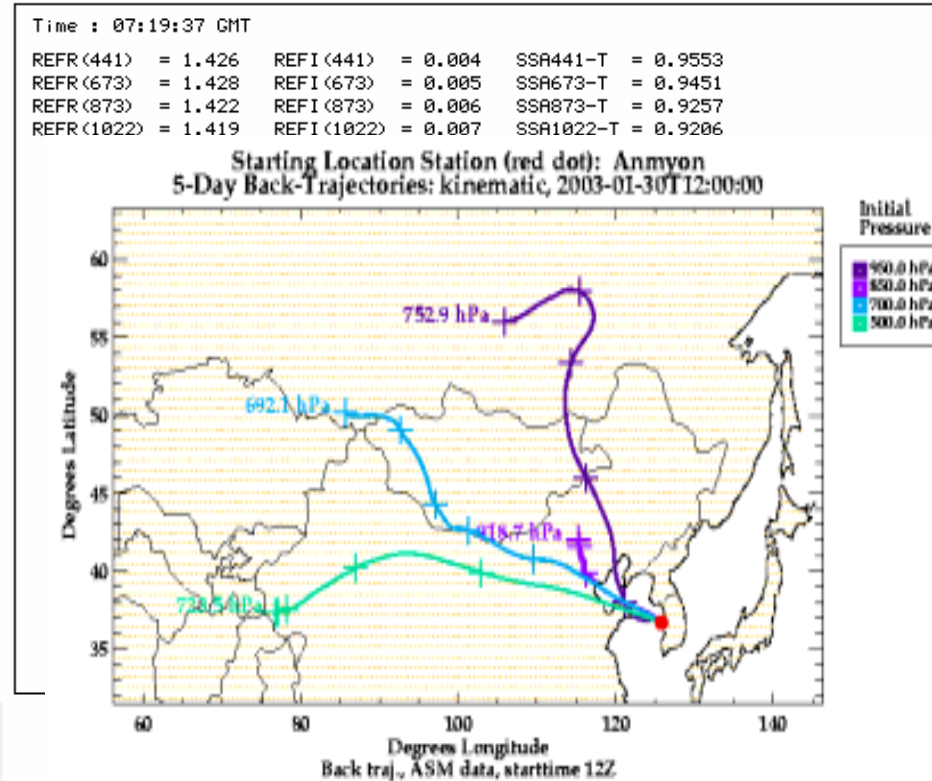 Time : 07:19:37 GMT
REFR(441) = 1.426 REFI(441) = 0.004 SSA441-T = 0.9553
REFR(673) = 1.428 REFI(673) = 0.005 SSA673-T = 0.9451
REFR(873) = 1.422 REFI(873) = 0.006 SSA873-T = 0.9257
REFR(1022) = 1.419 REFI(1022) = 0.007 SSA1022-T = 0.9206
Starting Location Station (red dot): Anmyon
5-Day Back-Trajectories: kinematic, 2003-01-30T12:00:00
Initial
Pressure
950.0 hPa
850.0 hPa
700.0 hPa
500.0 hPa
60
55
50
45
40
35
Degrees Latitude
752.9 hPa
692.1 hPa
918.7 hPa
hPa
60
80
100
120
140
Degrees Longitude
Back traj., ASM data, starttime 12Z